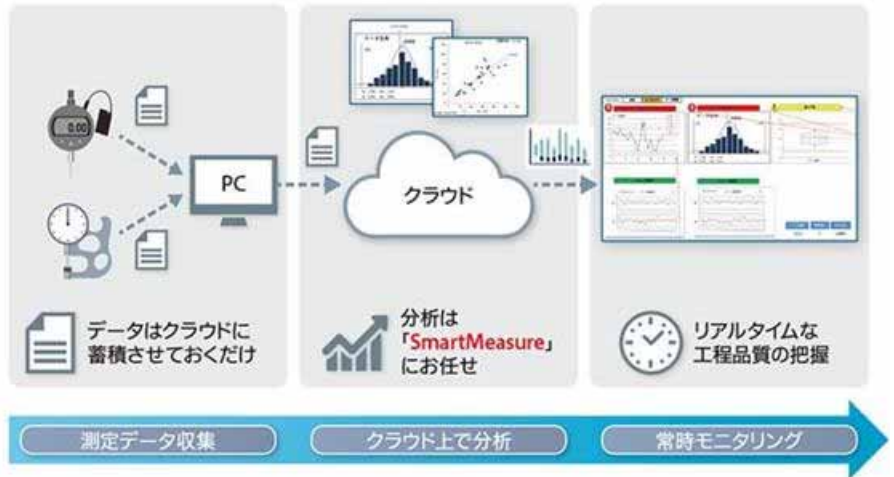 0.00
PC
クラウド
データはクラウドに
蓄積させておくだけ
分析は
「SmartMeasure」
にお任せ
リアルタイムな
工程品質の把握
測定データ収集
クラウド上で分析
常時モニタリング